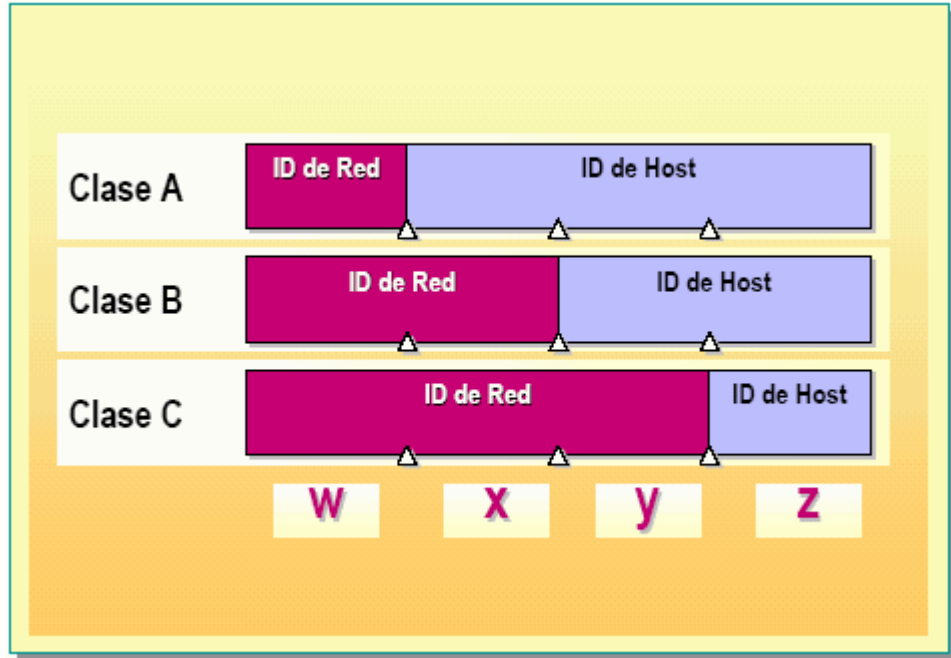 Clase A
ID de Red
ID de Host
Clase B
ID de Red
ID de Host
Clase C
ID de Red
ID de Host
w x y z